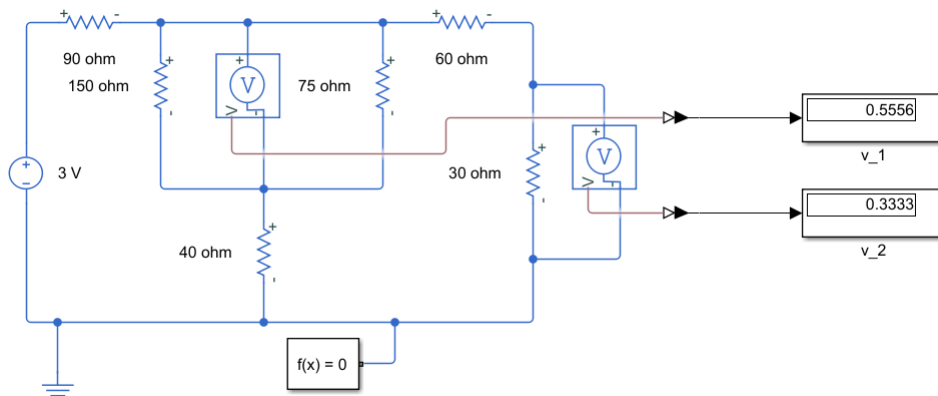 90 ohm
60 ohm
150 ohm
75 ohm
+
-
+
-
+
-
+
-
+
-
V
V
0.5556
v_1
3 V
+
-
30 ohm
+
-
+
-
V
V
0.3333
v_2
40 ohm
+
-
f(x) = 0